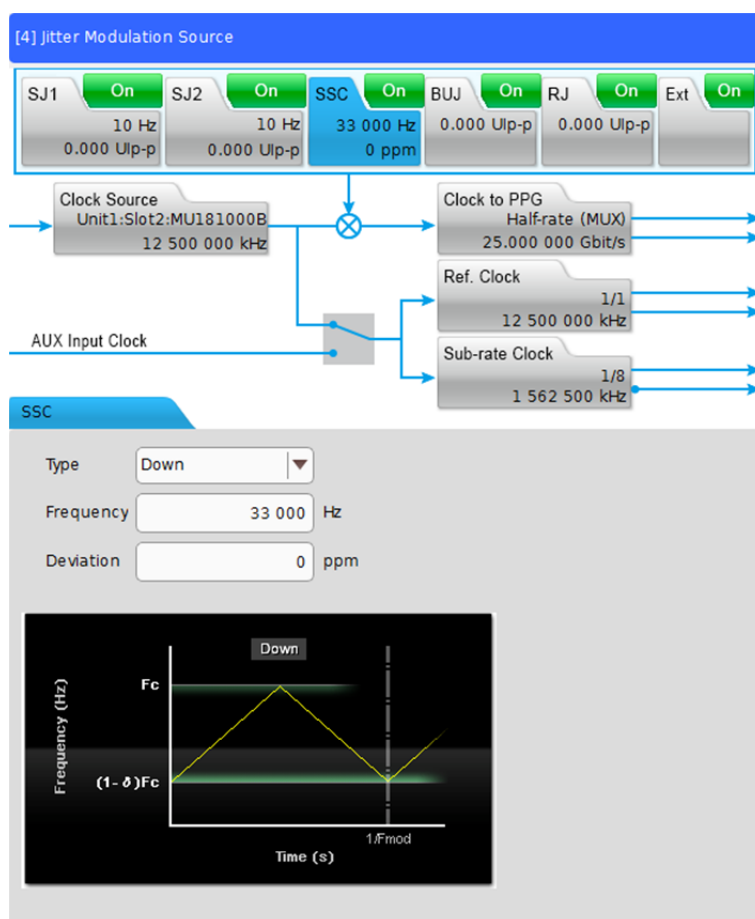 [4] Jitter Modulation Source
SJ1 On SJ2 On SSC On BUJ On RJ On Ext On
10 Hz 10 Hz 33 000 Hz 0.000 UIp-p 0.000 UIp-p
0.000 UIp-p 0.000 UIp-p 0 ppm
Clock Source
Unit1:Slot2:MU181000B
12 500 000 kHz
Clock to PPG
Half-rate (MUX)
25.000 000 Gbit/s
Ref. Clock
1/1
12 500 000 kHz
AUX Input Clock
Sub-rate Clock
1/8
1 562 500 kHz
SSC
Type Down
Frequency 33 000 Hz
Deviation 0 ppm
Down
Fc
Frequency (Hz)
(1- δ)Fc
1/Fmod
Time (s)